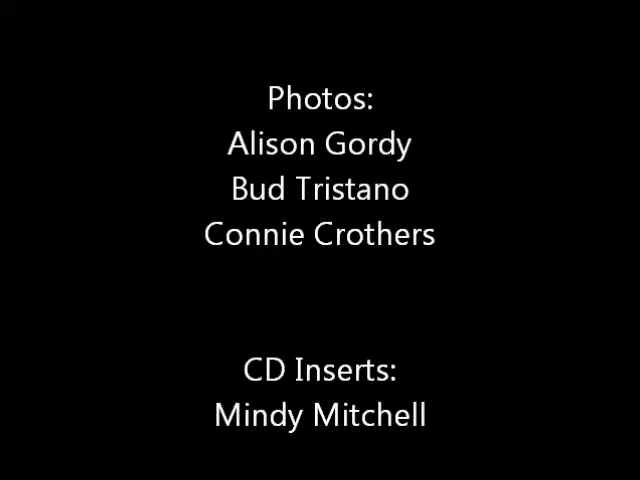 Photos:
Alison Gordy
Bud Tristano
Connie Crothers
CD Inserts:
Mindy Mitchell